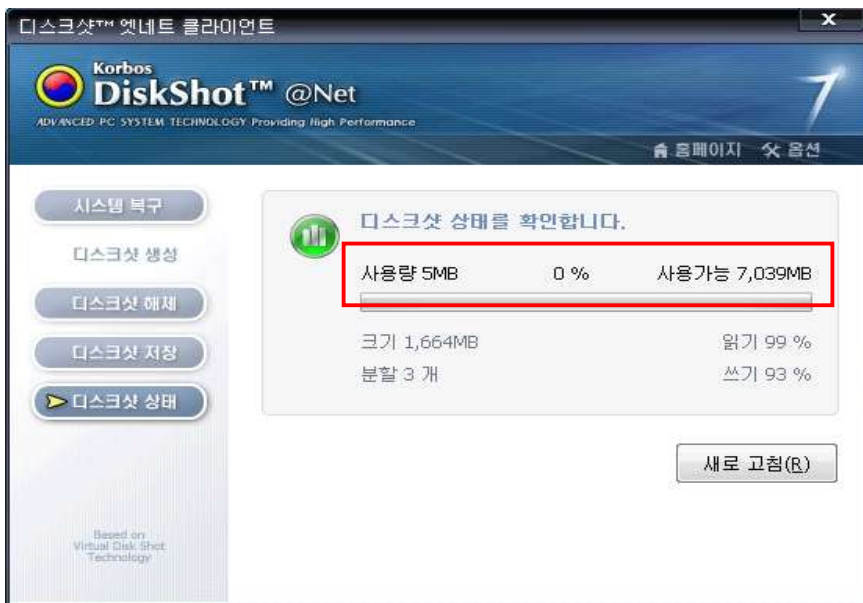 디스크샷™ 엣네트 클라이언트
x
Korbos
DiskShot™ @Net
ADVANCED PC SYSTEM TECHNOLOGY Providing High Performance
7
홈페이지 옵션
시스템 복구
디스크샷 생성
디스크샷 해제
디스크샷 저장
디스크샷 상태
디스크샷 상태를 확인합니다.
사용량 5MB 0 % 사용가능 7,039MB
크기 1,664MB 읽기 99 %
분할 3 개 쓰기 93 %
새로 고침(R)
Based on
Virtual Disk Shot
Technology